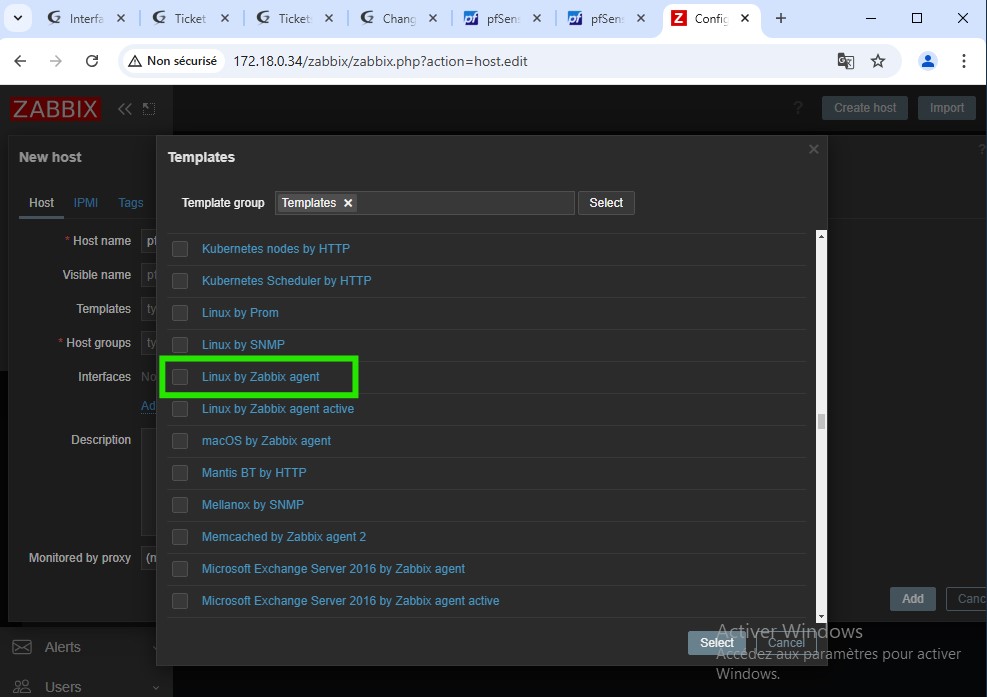 Interfa
Ticket
Tickets
Chang
pfSens
pfSens
Config
Non sécurisé
172.18.0.34/zabbix/zabbix.php?action=host.edit
ZABBIX
?
Create host
Import
New host
Templates
?
Template group
Templates
Select
Host
IPMI
Tags
* Host name
pf
Visible name
pf
Templates
ty
* Host groups
ty
Interfaces
No
Ad
Description
Monitored by proxy
(n
Kubernetes nodes by HTTP
Kubernetes Scheduler by HTTP
Linux by Prom
Linux by SNMP
Linux by Zabbix agent
Linux by Zabbix agent active
macOS by Zabbix agent
Mantis BT by HTTP
Mellanox by SNMP
Memcached by Zabbix agent 2
Microsoft Exchange Server 2016 by Zabbix agent
Microsoft Exchange Server 2016 by Zabbix agent active
Add
Canc
Select
Cancel
Alerts
Users
Activer Windows
Accédez aux paramètres pour activer
Windows.